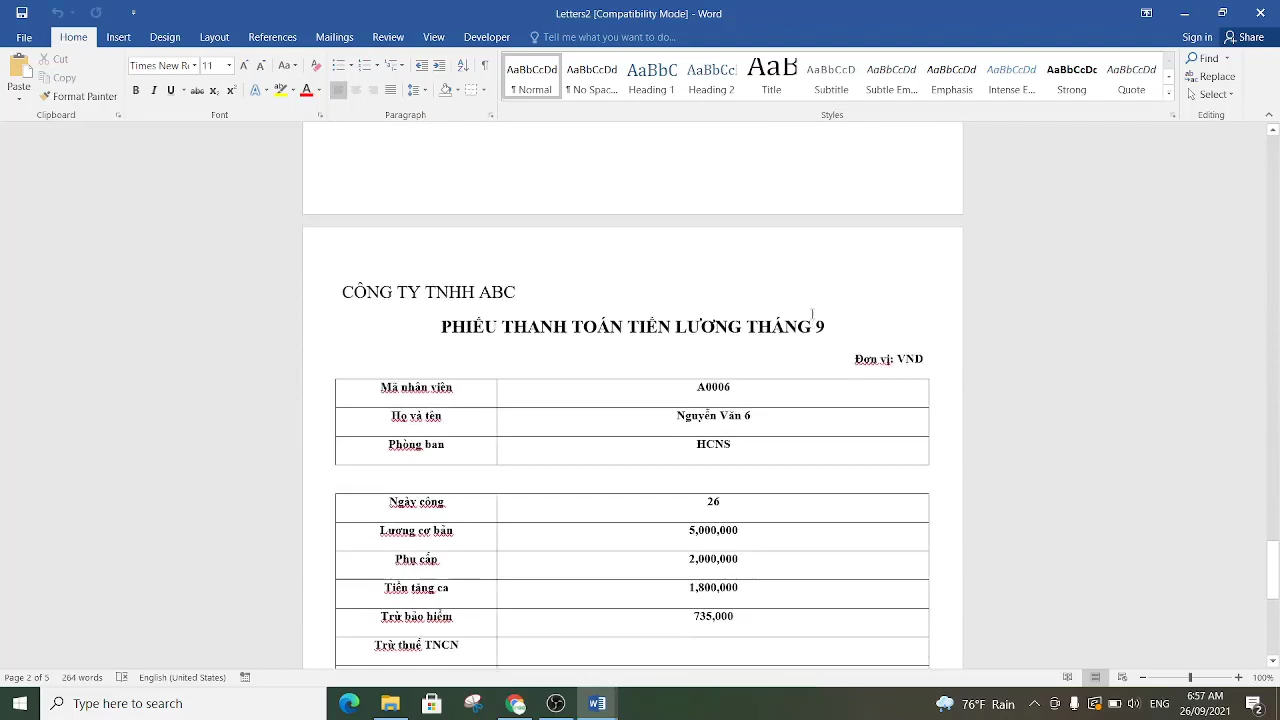 Letters2 [Compatibility Mode] - Word
File Home Insert Design Layout References Mailings Review View Developer Tell me what you want to do... Sign in Share
Paste
Cut
Copy
Format Painter
Clipboard
Times New Ro 11
Font
Paragraph
AaBbCcDd AaBbCcDd AaBbC AaBbCc AaB AaBbCcD AaBbCcDd AaBbCcDd AaBbCcDd AaBbCcDc AaBbCcDd
¶ Normal ¶ No Spac... Heading 1 Heading 2 Title Subtitle Subtle Em... Emphasis Intense E... Strong Quote
Styles
Find
Replace
Select
Editing
CÔNG TY TNHH ABC
PHIẾU THANH TOÁN TIỀN LƯƠNG THÁNG 9
Đơn vị: VND
Mã nhân viên A0006
Họ và tên Nguyễn Văn 6
Phòng ban HCNS
Ngày công 26
Lương cơ bản 5,000,000
Phụ cấp 2,000,000
Tiền tăng ca 1,800,000
Trừ bảo hiểm 735,000
Trừ thuế TNCN
Page 2 of 5 264 words English (United States) 100%
Type here to search
70°F Rain
6:57 AM
26/09/2021
2